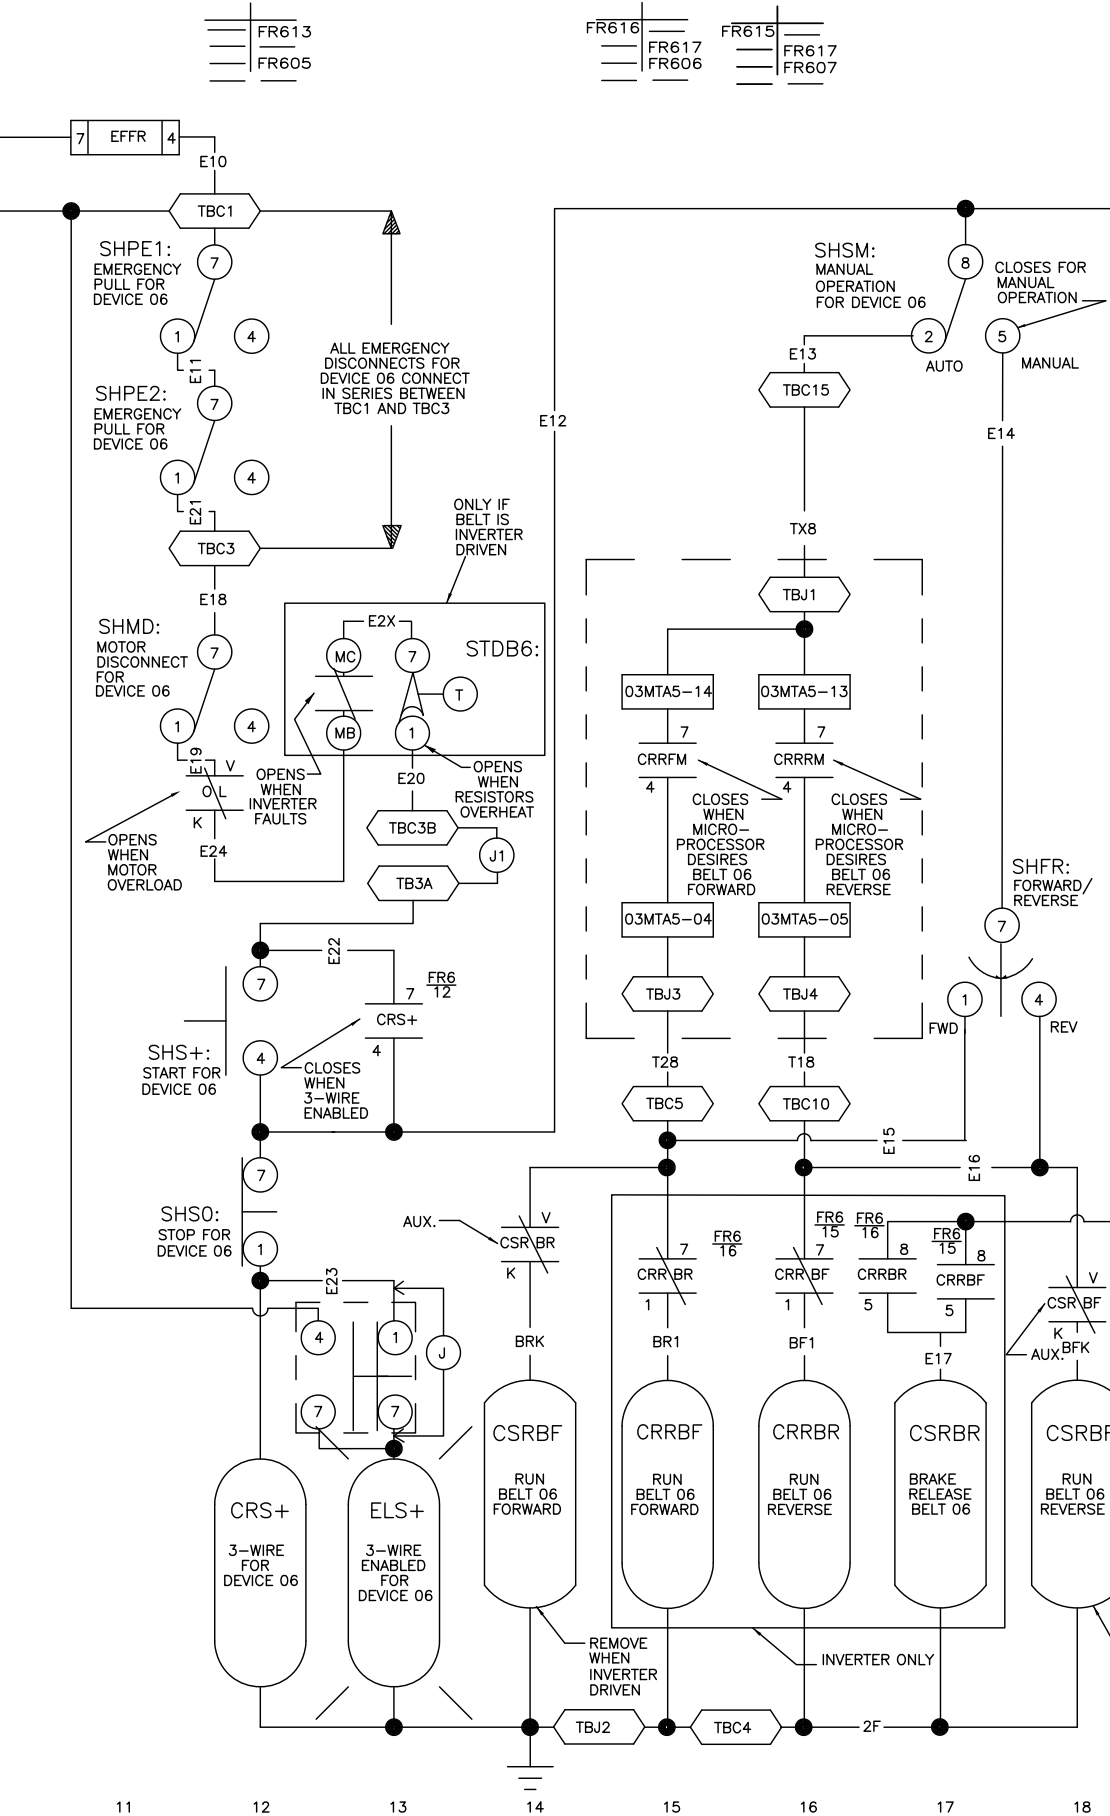 FR613
FR605
FR616
FR617
FR606
FR615
FR617
FR607
7 EFFR 4
E10
TBC1
SHPE1:
EMERGENCY
PULL FOR
DEVICE 06
7
1
4
E11
SHPE2:
EMERGENCY
PULL FOR
DEVICE 06
7
1
4
E21
TBC3
ALL EMERGENCY
DISCONNECTS FOR
DEVICE 06 CONNECT
IN SERIES BETWEEN
TBC1 AND TBC3
E18
SHMD:
MOTOR
DISCONNECT
FOR
DEVICE 06
7
1
4
E19
V
OL
K
E24
OPENS
WHEN
MOTOR
OVERLOAD
ONLY IF
BELT IS
INVERTER
DRIVEN
E2X
MC
7
STDB6:
T
MB
1
OPENS
WHEN
INVERTER
FAULTS
E20
OPENS
WHEN
RESISTORS
OVERHEAT
TBC3B
J1
TB3A
E22
7
7
FR6
12
CRS+
4
SHS+:
START FOR
DEVICE 06
4
CLOSES
WHEN
3-WIRE
ENABLED
7
SHS0:
STOP FOR
DEVICE 06
1
E23
4
1
J
7
7
CRS+
3-WIRE
FOR
DEVICE 06
ELS+
3-WIRE
ENABLED
FOR
DEVICE 06
E12
SHSM:
MANUAL
OPERATION
FOR DEVICE 06
8
CLOSES FOR
MANUAL
OPERATION
2
5
AUTO
MANUAL
E13
TBC15
E14
TX8
TBJ1
03MTA5-14
03MTA5-13
7
CRRFM
4
7
CRRRM
4
CLOSES
WHEN
MICRO-
PROCESSOR
DESIRES
BELT 06
FORWARD
CLOSES
WHEN
MICRO-
PROCESSOR
DESIRES
BELT 06
REVERSE
03MTA5-04
03MTA5-05
TBJ3
TBJ4
SHFR:
FORWARD/
REVERSE
7
1
4
FWD
REV
T28
T18
TBC5
TBC10
E15
E16
AUX.
V
CSRBR
K
BRK
7
FR6
16
CRRBR
1
BR1
FR6
15
7
CRRBF
1
BF1
FR6
16
8
CRRBR
5
FR6
15
8
CRRBF
5
E17
V
CSRBF
K
AUX.
BFK
CSRBF
RUN
BELT 06
FORWARD
CRRBF
RUN
BELT 06
FORWARD
CRRBR
RUN
BELT 06
REVERSE
CSRBR
BRAKE
RELEASE
BELT 06
CSRBF
RUN
BELT 06
REVERSE
REMOVE
WHEN
INVERTER
DRIVEN
INVERTER ONLY
TBJ2
TBC4
2F
11 12 13 14 15 16 17 18